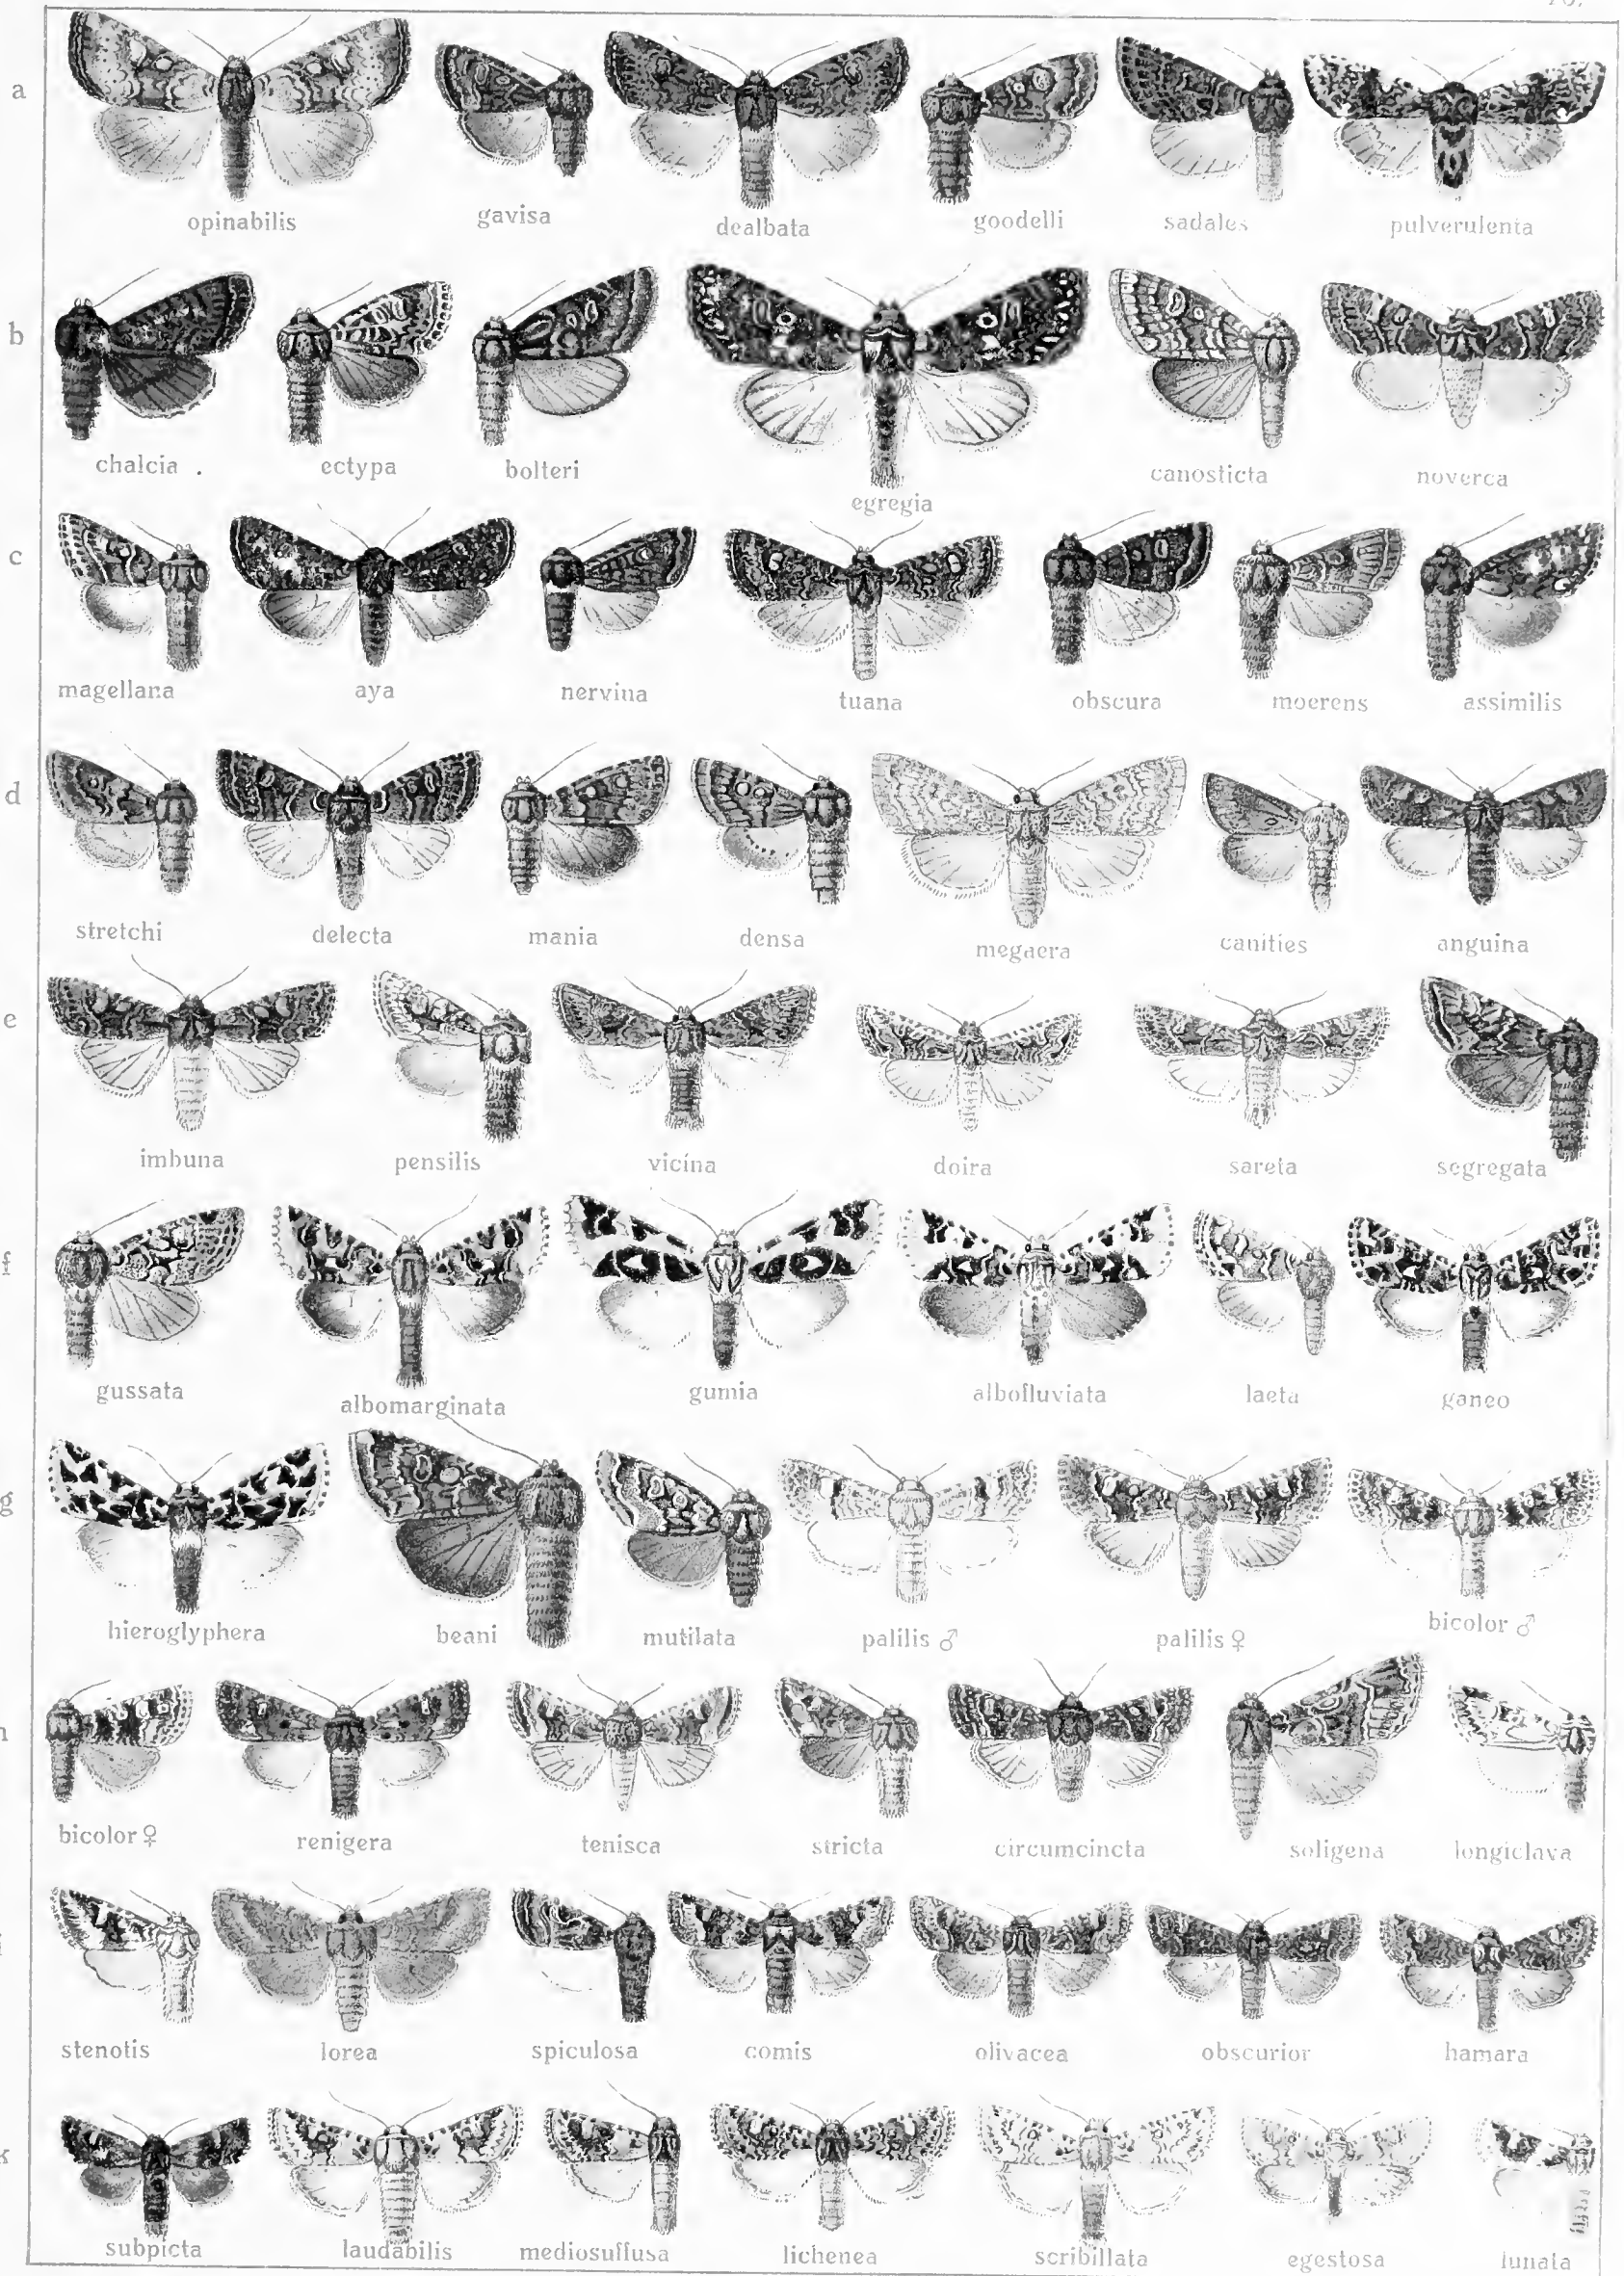 a
opinabilis gavisa dealbata goodelli sadales pulverulenta
b
chalcia . ectypa bolteri egregia canosticta noverca
c
magellana aya nervina tuana obscura moerens assimilis
d
stretchi delecta mania densa megaera canities anguina
e
imbuna pensilis vicina doira sareta segregata
f
gussata albomarginata gumia albofluviata laeta ganeo
g
hieroglyphera beani mutilata palilis ♂ palilis ♀ bicolor ♂
h
bicolor ♀ renigera tenisca stricta circumcincta soligena longiclava
stenotis lorea spiculosa comis olivacea obscurior hamara
k
subpicta laudabilis mediosuffusa lichenea scribillata egestosa lunata